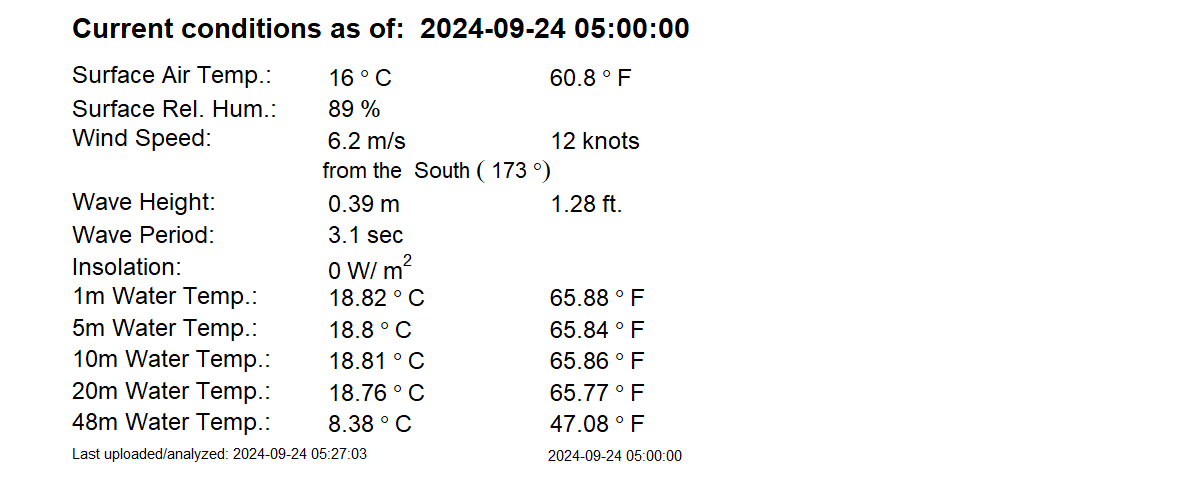 Current conditions as of:  2024-09-24 05:00:00
Surface Air Temp.: 16 ° C 60.8 ° F
Surface Rel. Hum.: 89 %
Wind Speed: 6.2 m/s 12 knots
from the  South ( 173 °)
Wave Height: 0.39 m 1.28 ft.
Wave Period: 3.1 sec
Insolation: 0 W/ m²
1m Water Temp.: 18.82 ° C 65.88 ° F
5m Water Temp.: 18.8 ° C 65.84 ° F
10m Water Temp.: 18.81 ° C 65.86 ° F
20m Water Temp.: 18.76 ° C 65.77 ° F
48m Water Temp.: 8.38 ° C 47.08 ° F
Last uploaded/analyzed: 2024-09-24 05:27:03 2024-09-24 05:00:00